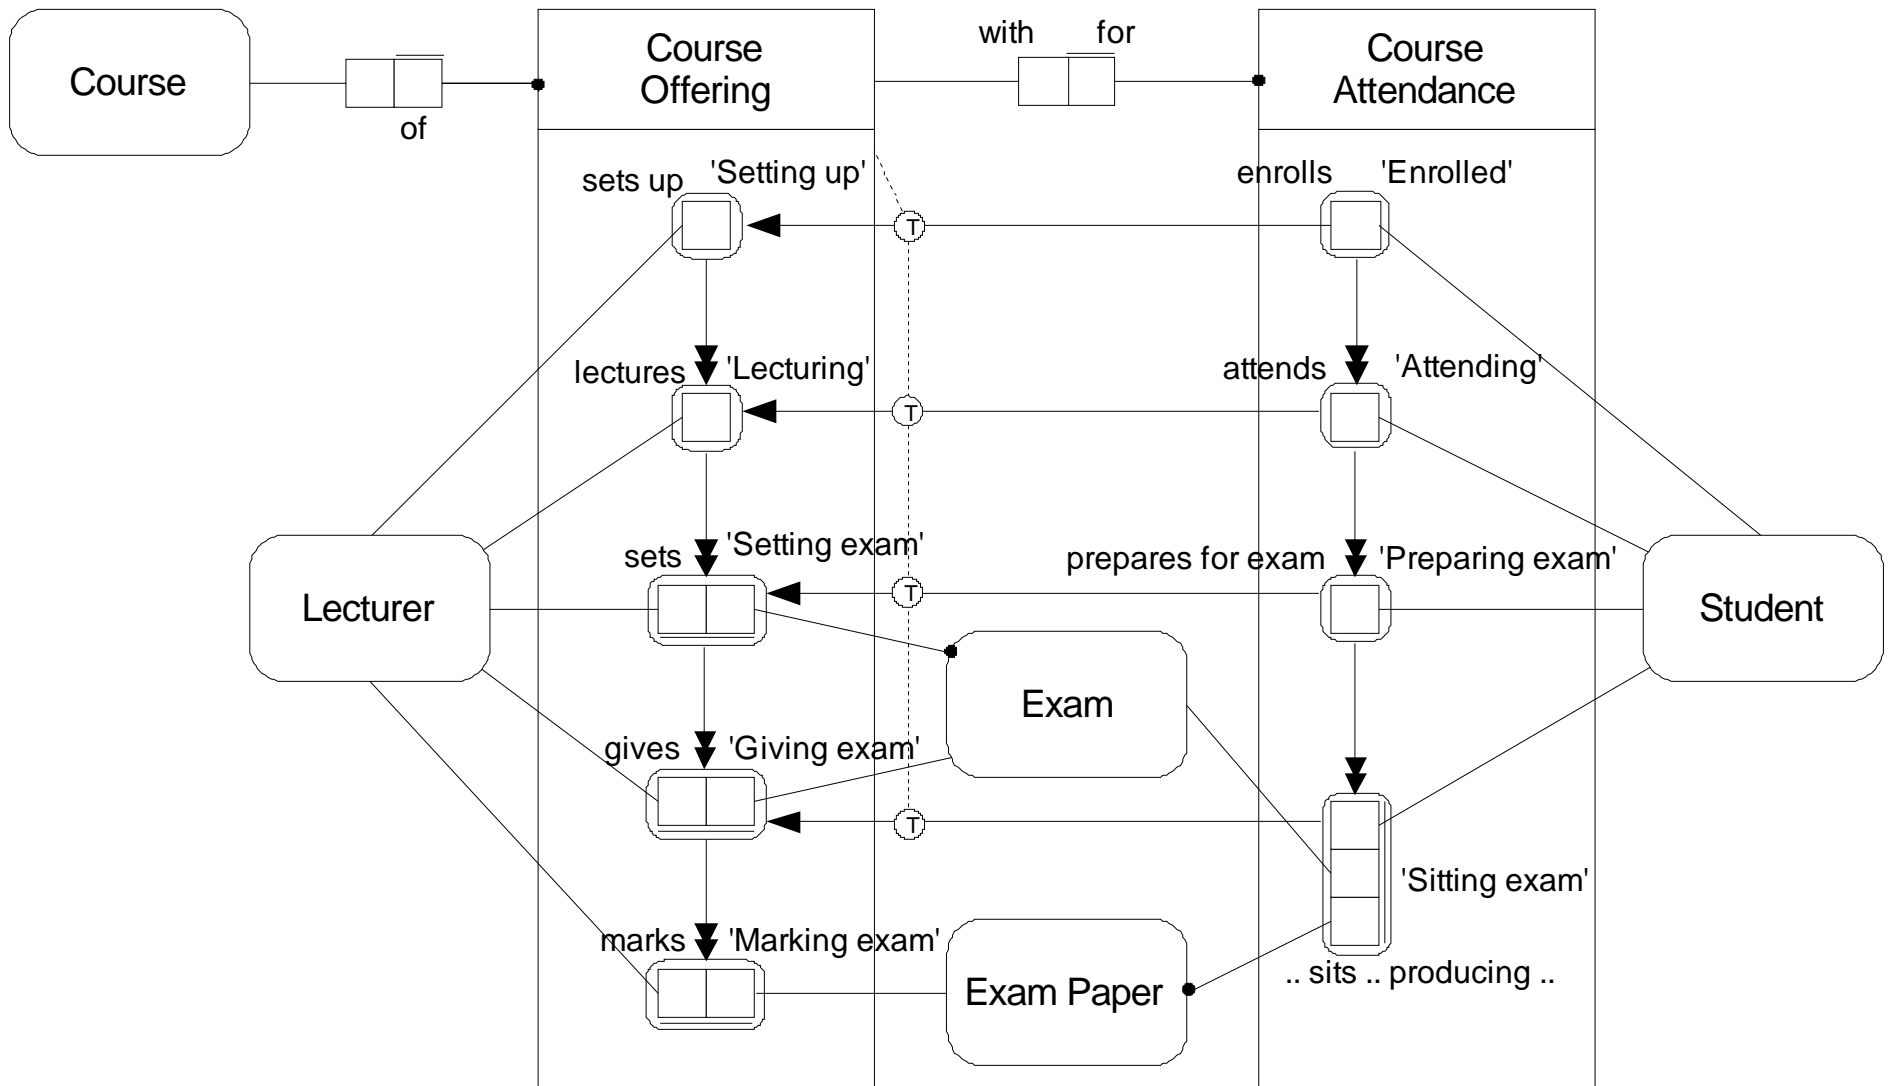 Course
of
Course
Offering
with for
Course
Attendance
sets up 'Setting up'
T
enrolls 'Enrolled'
lectures 'Lecturing'
T
attends 'Attending'
sets 'Setting exam'
T
prepares for exam 'Preparing exam'
Lecturer
Student
Exam
gives 'Giving exam'
T
'Sitting exam'
marks 'Marking exam'
Exam Paper
.. sits .. producing ..